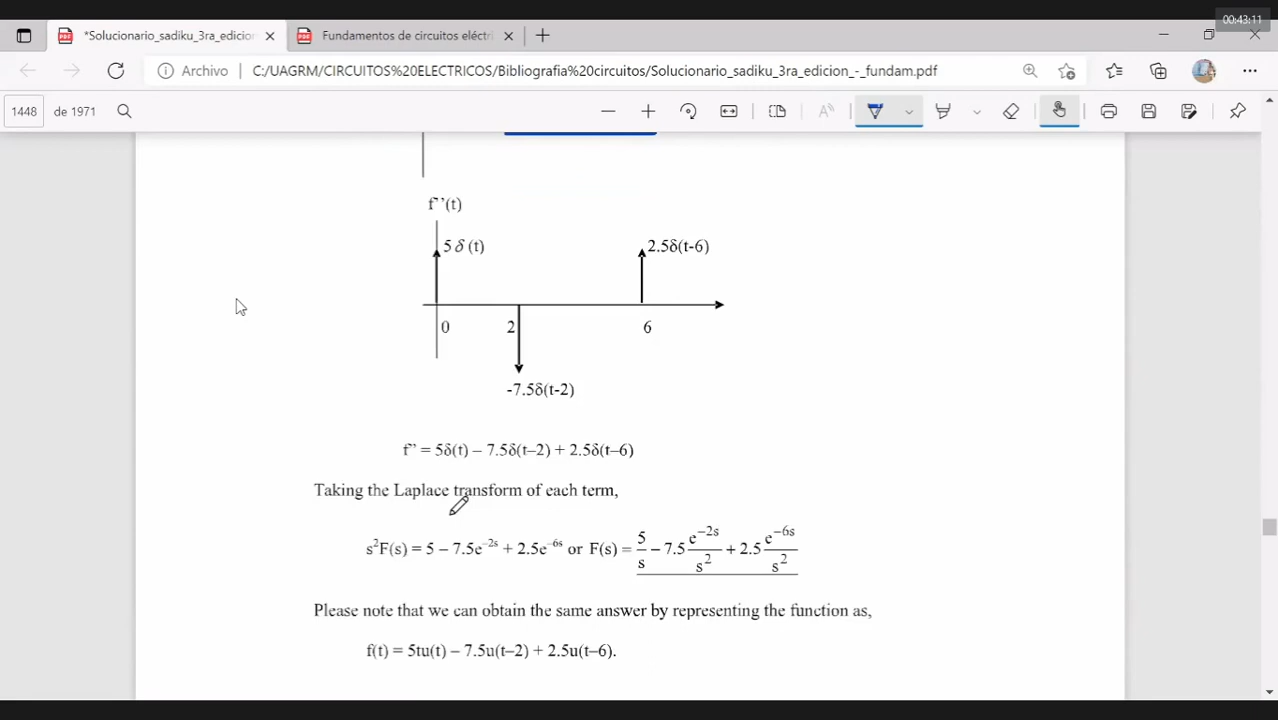 00:43:11
*Solucionario_sadiku_3ra_edicion
Fundamentos de circuitos eléctri
Archivo | C:/UAGRM/CIRCUITOS%20ELECTRICOS/Bibliografia%20circuitos/Solucionario_sadiku_3ra_edicion_-_fundam.pdf
1448 de 1971
f''(t)
5 δ (t) 2.5δ(t-6)
0 2 6
-7.5δ(t-2)
f'' = 5δ(t) – 7.5δ(t–2) + 2.5δ(t–6)
Taking the Laplace transform of each term,
s²F(s) = 5 – 7.5e⁻²ˢ + 2.5e⁻⁶ˢ or F(s) = 5/s – 7.5 e⁻²ˢ/s² + 2.5 e⁻⁶ˢ/s²
Please note that we can obtain the same answer by representing the function as,
f(t) = 5tu(t) – 7.5u(t–2) + 2.5u(t–6).